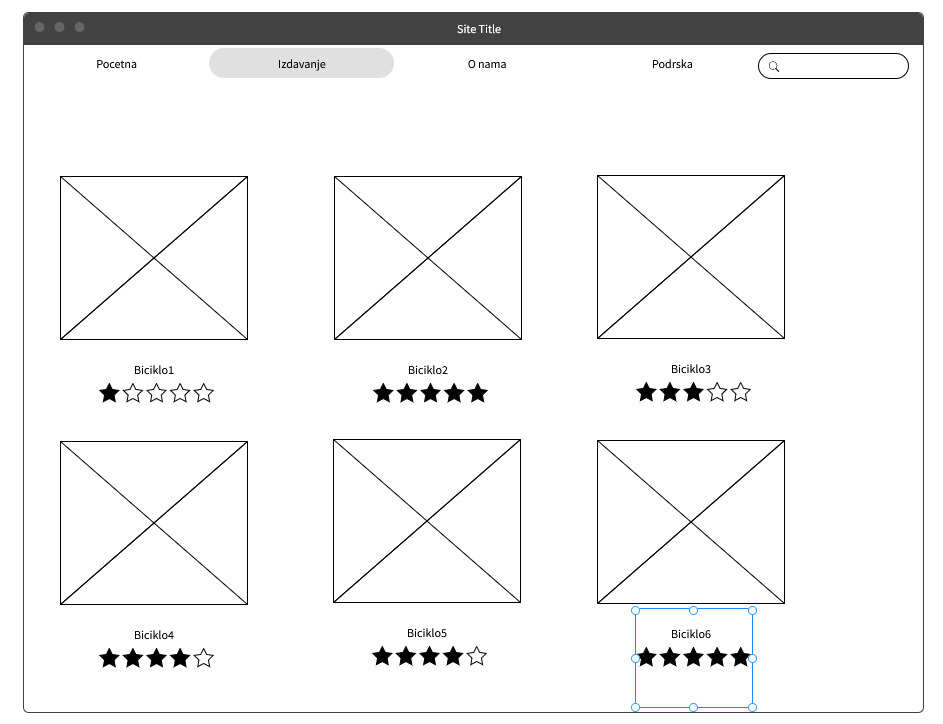 Site Title
Pocetna
Izdavanje
O nama
Podrska
Biciklo1
Biciklo2
Biciklo3
Biciklo4
Biciklo5
Biciklo6